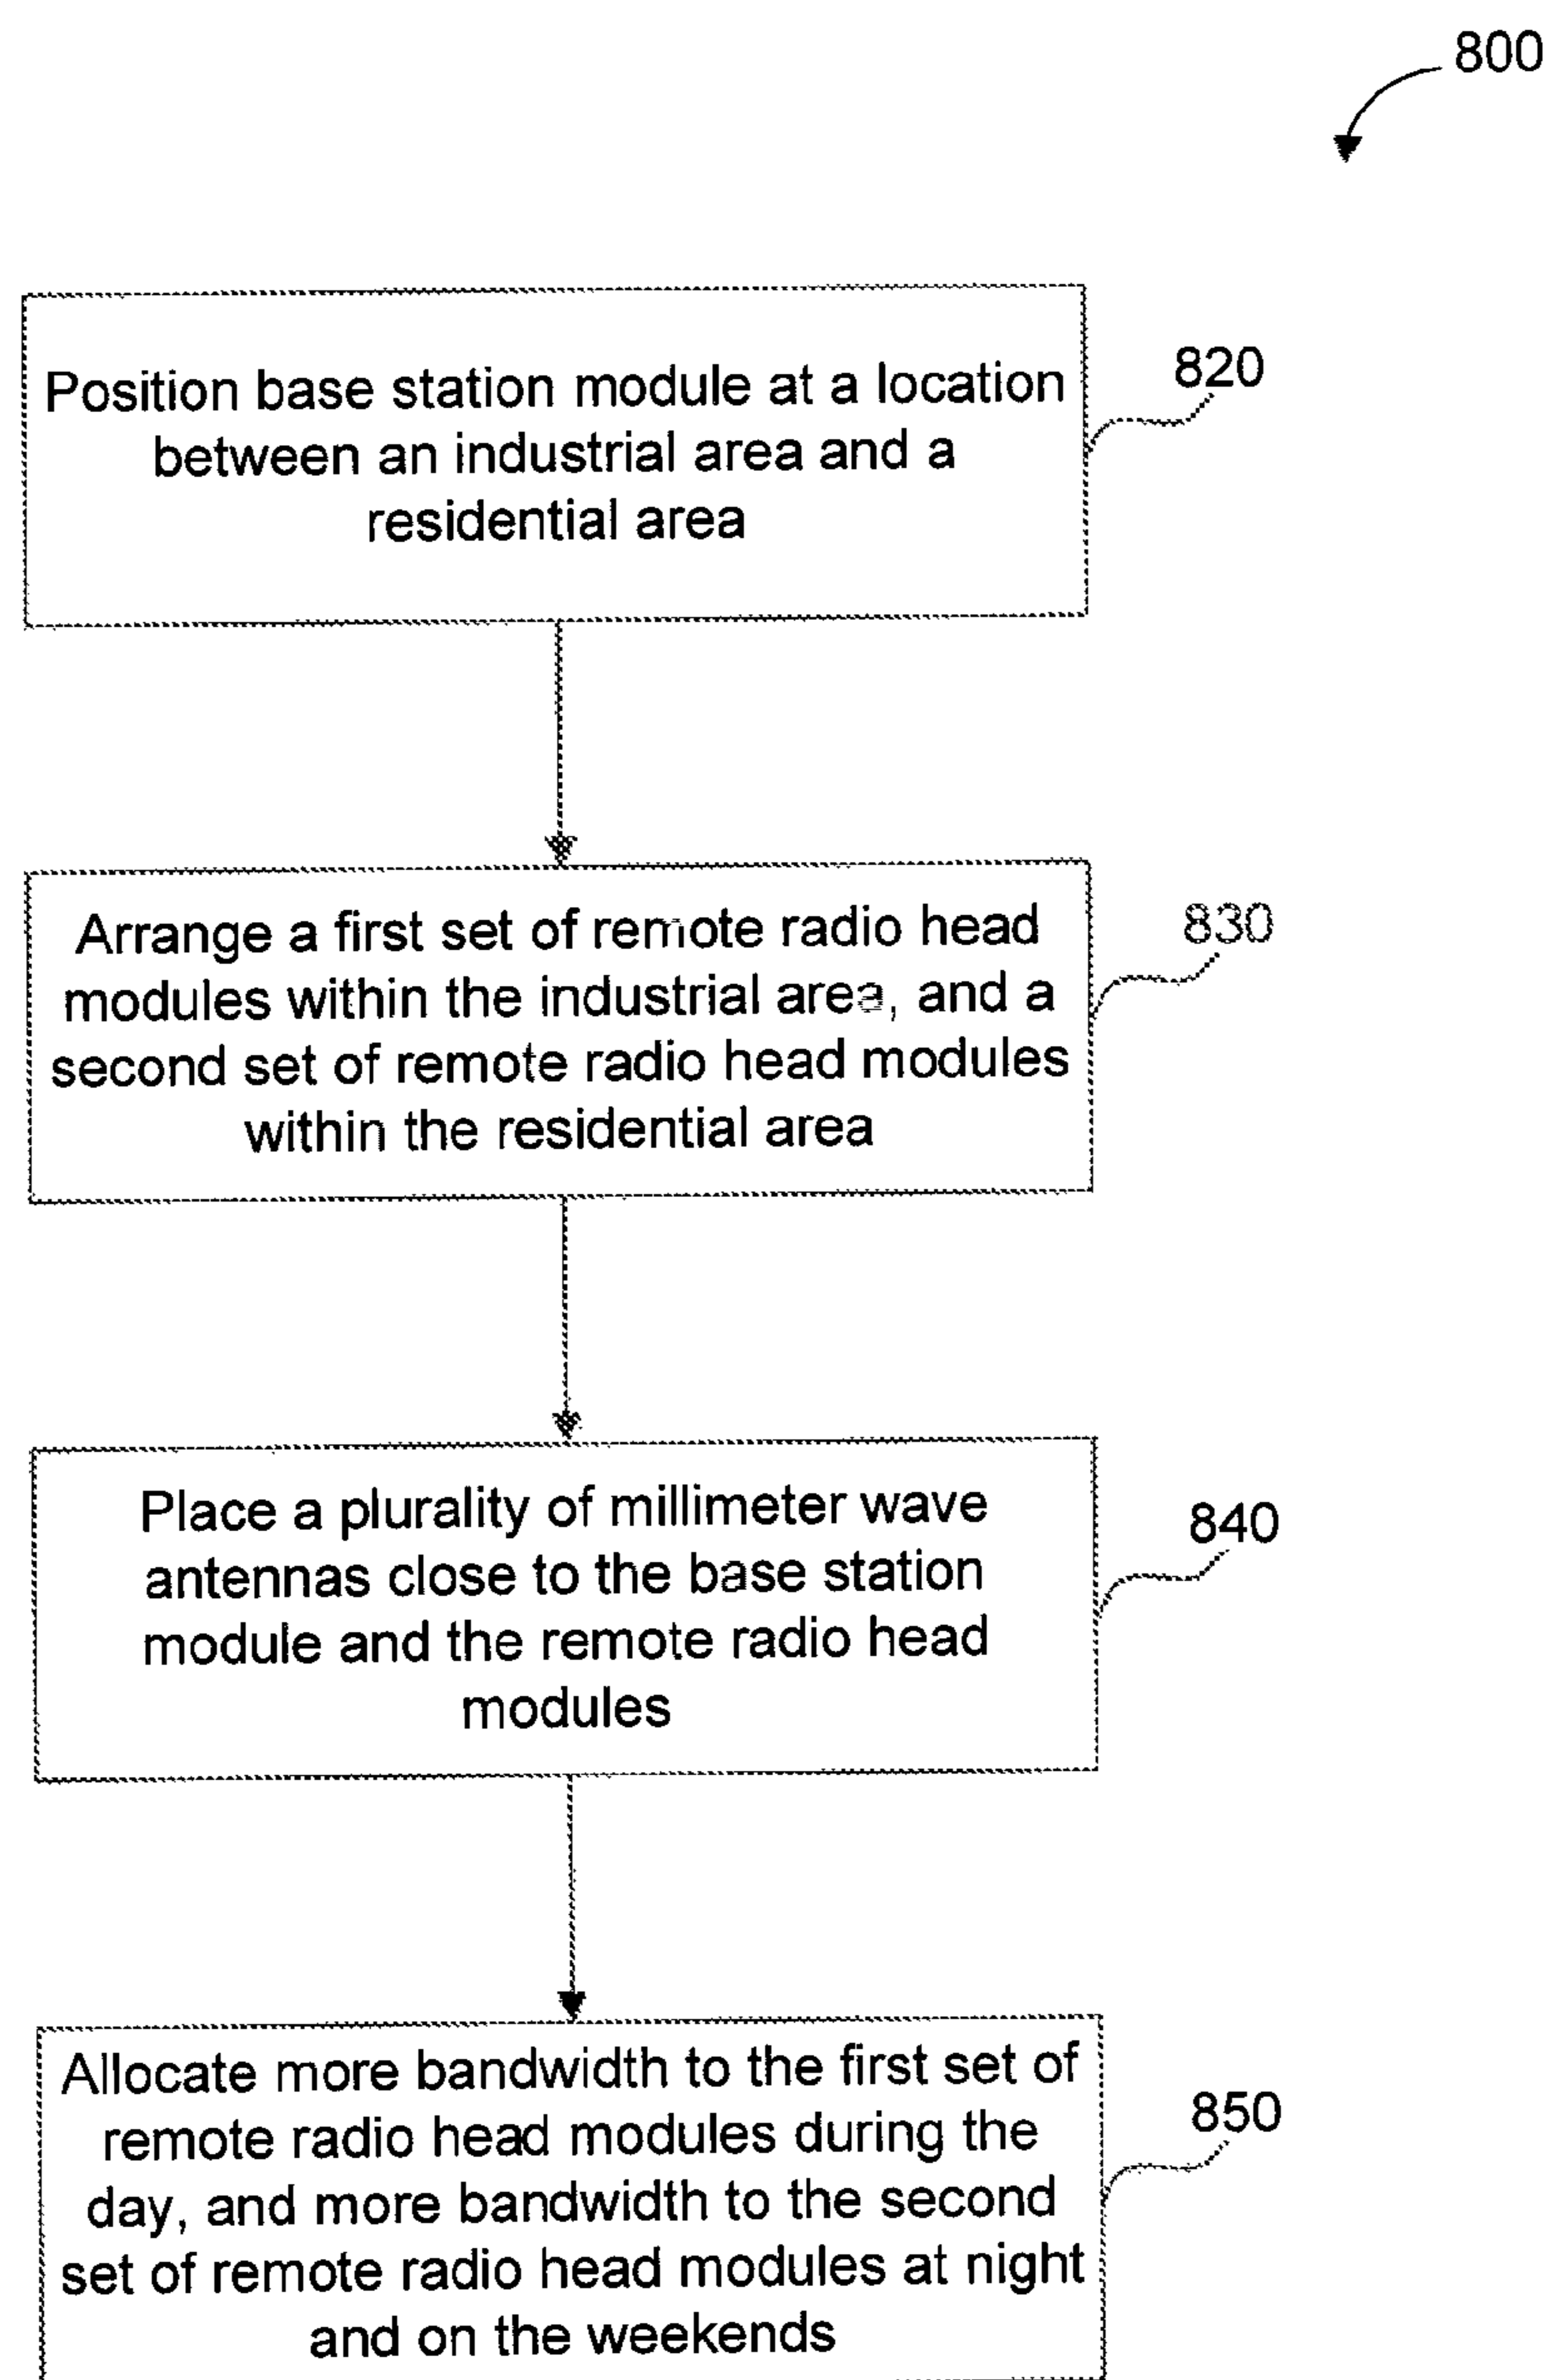 800
Position base station module at a location
between an industrial area and a
residential area
820
Arrange a first set of remote radio head
modules within the industrial area, and a
second set of remote radio head modules
within the residential area
830
Place a plurality of millimeter wave
antennas close to the base station
module and the remote radio head
modules
840
Allocate more bandwidth to the first set of
remote radio head modules during the
day, and more bandwidth to the second
set of remote radio head modules at night
and on the weekends
850